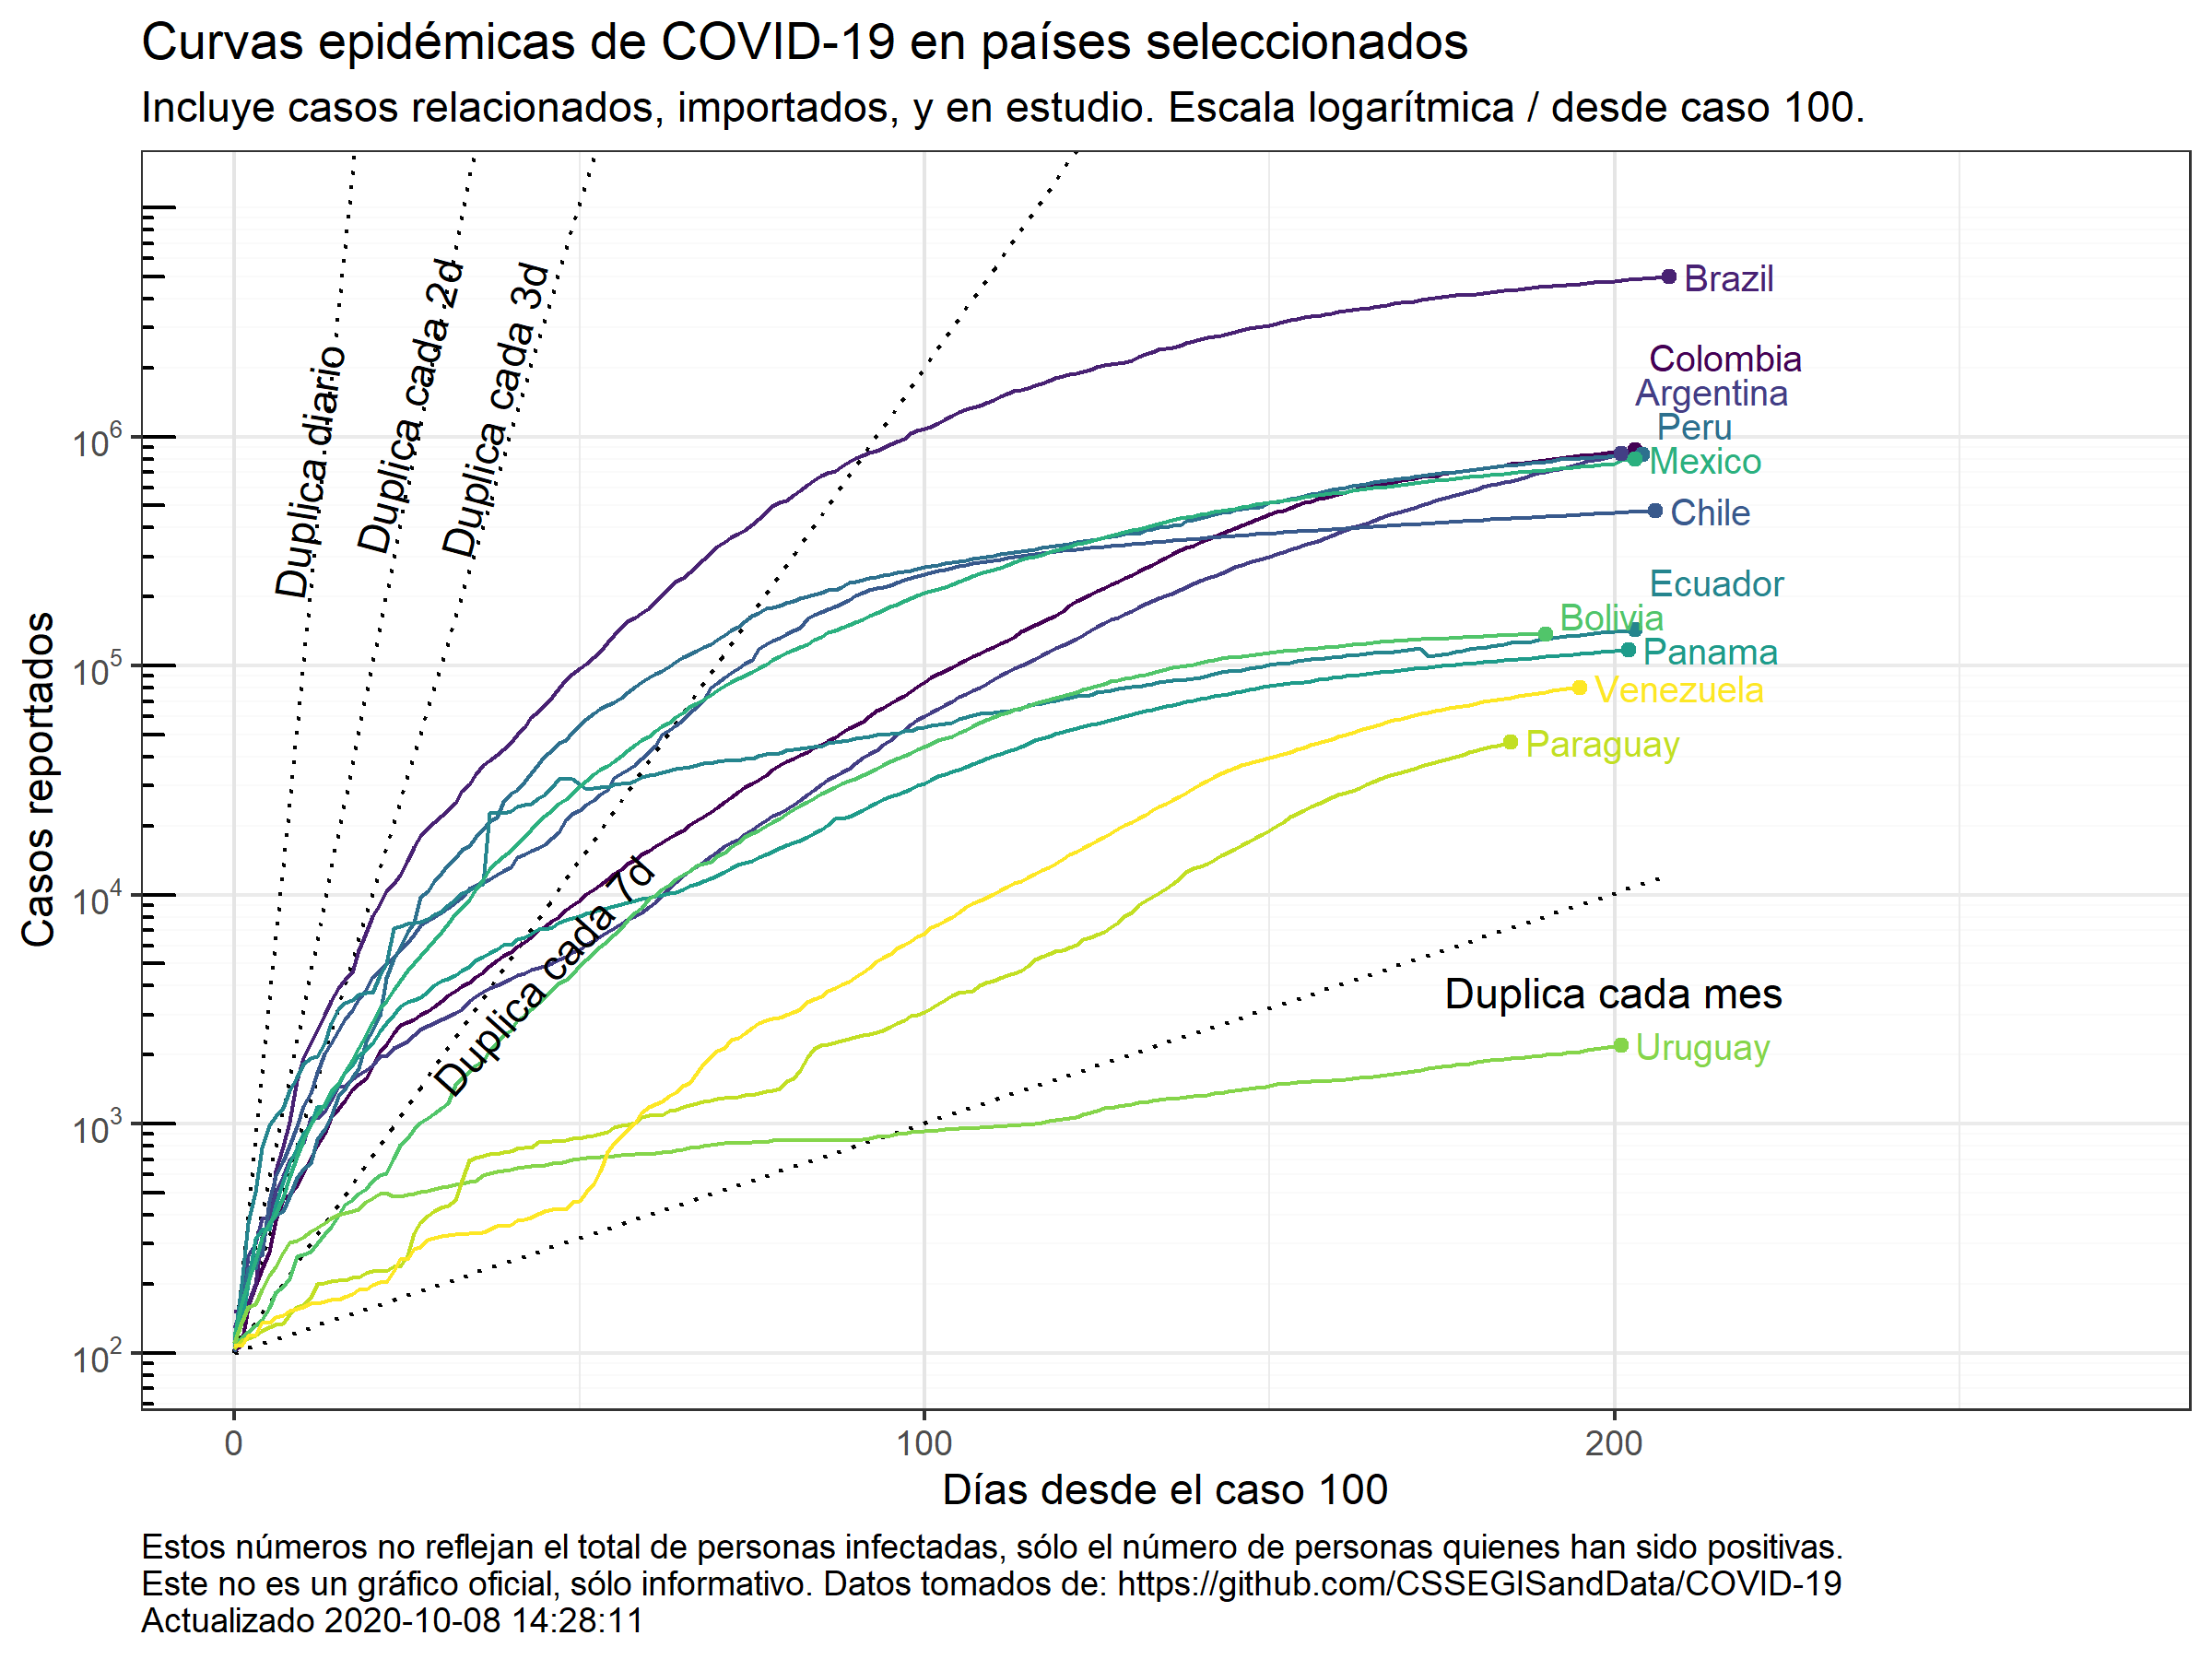 Curvas epidémicas de COVID-19 en países seleccionados
Incluye casos relacionados, importados, y en estudio. Escala logarítmica / desde caso 100.
Casos reportados
10^6
10^5
10^4
10^3
10^2
Duplica diario
Duplica cada 2d
Duplica cada 3d
Duplica cada 7d
Duplica cada mes
Brazil
Colombia
Argentina
Peru
Mexico
Chile
Ecuador
Bolivia
Panama
Venezuela
Paraguay
Uruguay
0
100
200
Días desde el caso 100
Estos números no reflejan el total de personas infectadas, sólo el número de personas quienes han sido positivas.
Este no es un gráfico oficial, sólo informativo. Datos tomados de: https://github.com/CSSEGISandData/COVID-19
Actualizado 2020-10-08 14:28:11